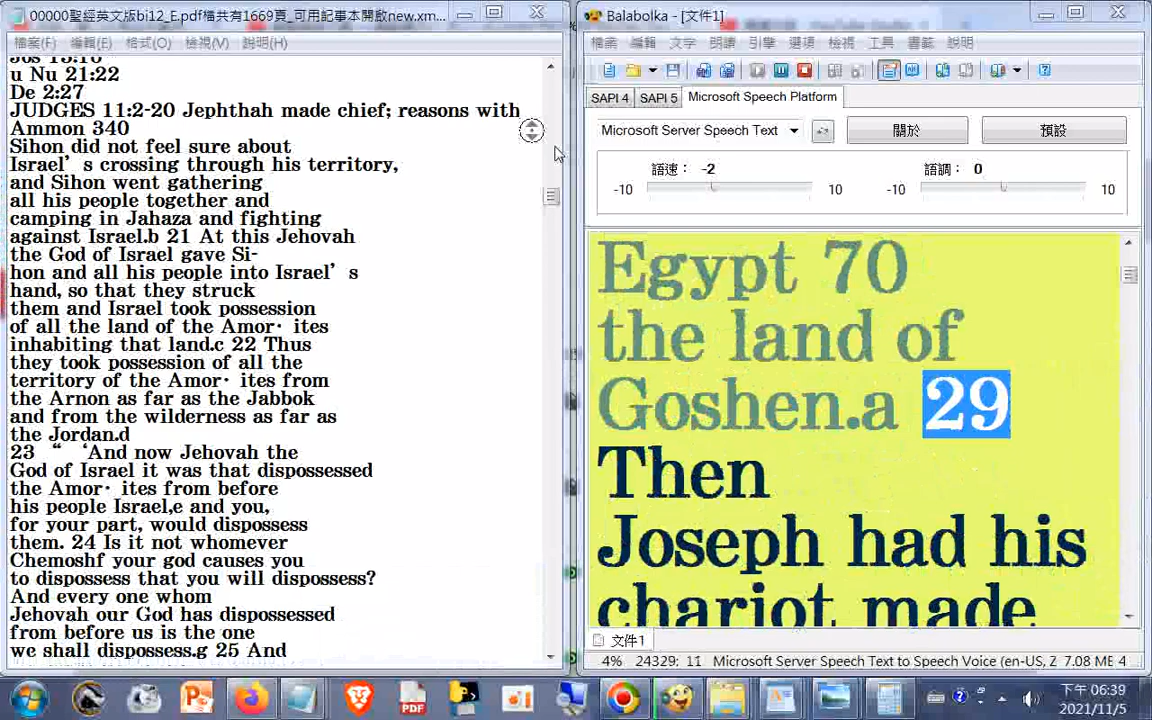 00000聖經英文版bi12_E.pdf檔共有1669頁_可用記事本開啟new.xm...
檔案(F) 編輯(E) 格式(O) 檢視(V) 說明(H)
Jos 13:10
u Nu 21:22
De 2:27
JUDGES 11:2-20 Jephthah made chief; reasons with
Ammon 340
Sihon did not feel sure about
Israel’s crossing through his territory,
and Sihon went gathering
all his people together and
camping in Jahaza and fighting
against Israel.b 21 At this Jehovah
the God of Israel gave Si-
hon and all his people into Israel’s
hand, so that they struck
them and Israel took possession
of all the land of the Amor· ites
inhabiting that land.c 22 Thus
they took possession of all the
territory of the Amor· ites from
the Arnon as far as the Jabbok
and from the wilderness as far as
the Jordan.d
23 “ ‘And now Jehovah the
God of Israel it was that dispossessed
the Amor· ites from before
his people Israel,e and you,
for your part, would dispossess
them. 24 Is it not whomever
Chemoshf your god causes you
to dispossess that you will dispossess?
And every one whom
Jehovah our God has dispossessed
from before us is the one
we shall dispossess.g 25 And
Balabolka - [文件1]
檔案 編輯 文字 朗讀 引擎 選項 檢視 工具 書籤 說明
SAPI 4 SAPI 5 Microsoft Speech Platform
Microsoft Server Speech Text 關於 預設
語速： -2 語調： 0
-10 10 -10 10
Egypt 70
the land of
Goshen.a 29
Then
Joseph had his
chariot made
文件1
4% 24329: 11 Microsoft Server Speech Text to Speech Voice (en-US, Z 7.08 ME 4
PDF
下午 06:39
2021/11/5